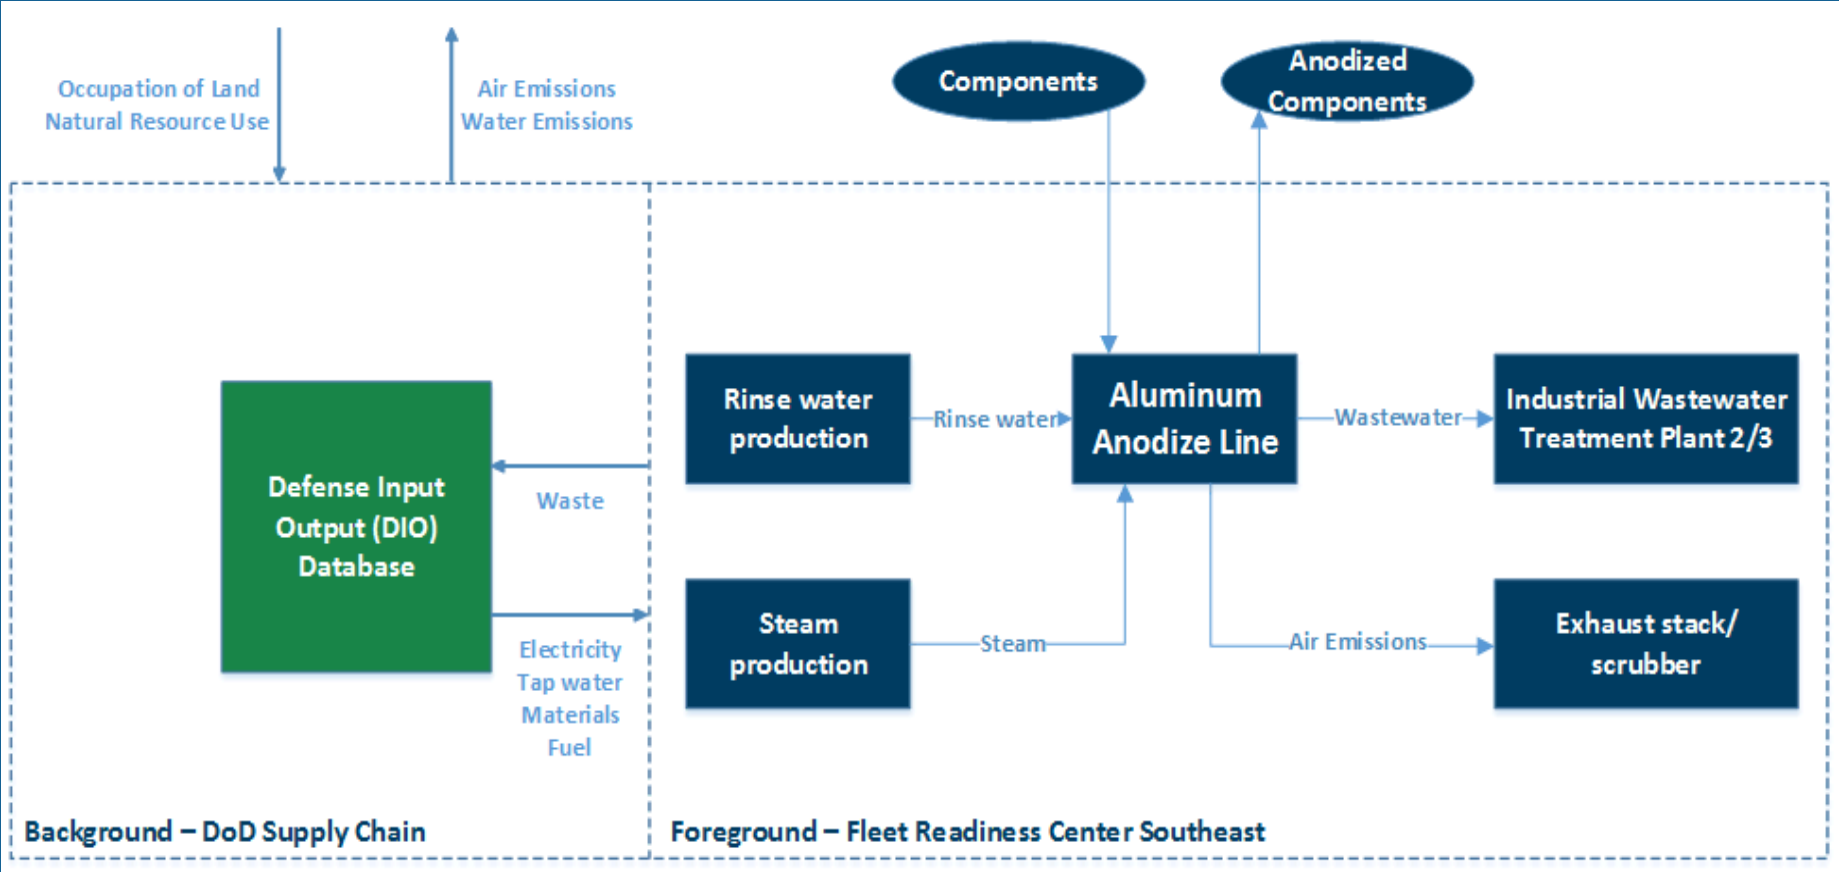 Occupation of Land
Natural Resource Use
Air Emissions
Water Emissions
Components
Anodized
Components
Rinse water
production
Rinse water
Aluminum
Anodize Line
Wastewater
Industrial Wastewater
Treatment Plant 2/3
Defense Input
Output (DIO)
Database
Waste
Electricity
Tap water
Materials
Fuel
Steam
production
Steam
Air Emissions
Exhaust stack/
scrubber
Background – DoD Supply Chain
Foreground – Fleet Readiness Center Southeast